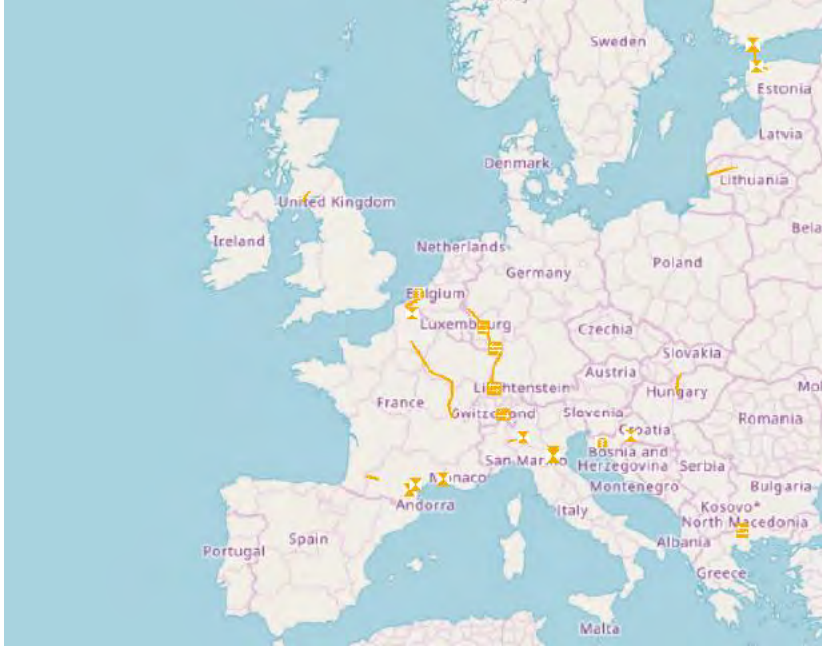 Sweden
Estonia
Latvia
Denmark
Lithuania
United Kingdom
Ireland
Netherlands
Bela
Poland
Germany
Belgium
Luxembourg
Czechia
Slovakia
Austria
Liechtenstein
Hungary
Mol
France
Switzerland
Slovenia
Romania
Croatia
San Marino
Bosnia and
Herzegovina
Serbia
Monaco
Montenegro
Bulgaria
Andorra
Italy
Kosovo*
North Macedonia
Spain
Portugal
Albania
Greece
Malta